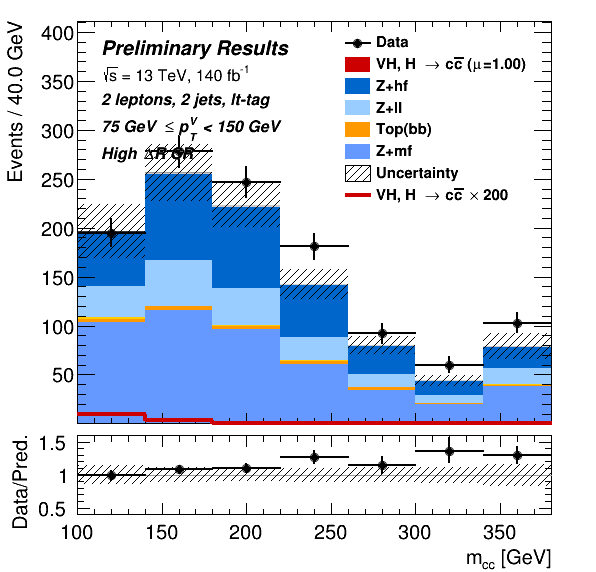 Events / 40.0 GeV
400
350
300
250
200
150
100
50
Preliminary Results
√s = 13 TeV, 140 fb⁻¹
2 leptons, 2 jets, lt-tag
75 GeV ≤ p_T^V < 150 GeV
High ΔR CR
Data
VH, H → cc̅ (μ=1.00)
Z+hf
Z+ll
Top(bb)
Z+mf
Uncertainty
VH, H → cc̅ × 200
Data/Pred.
1.5
1
0.5
100 150 200 250 300 350
m_cc [GeV]